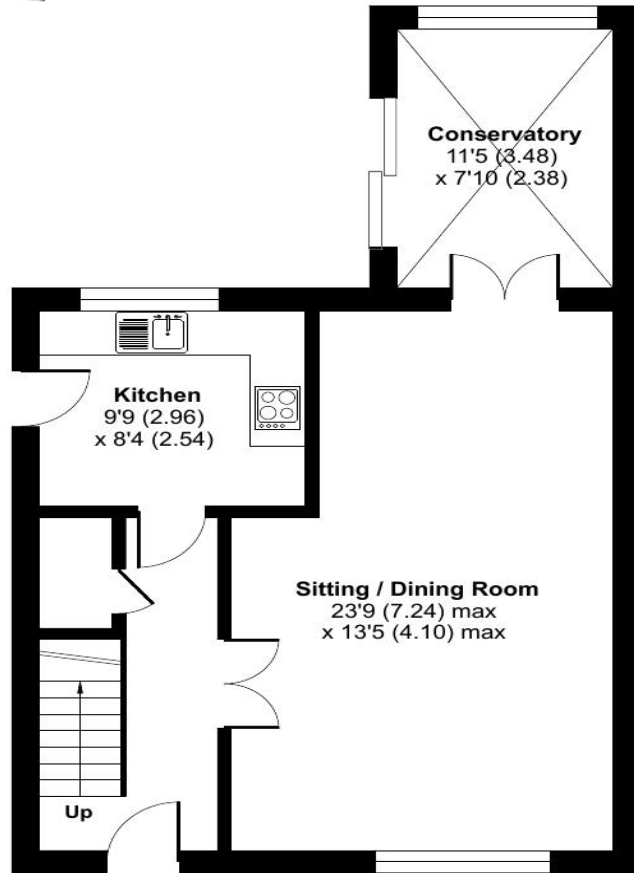 Conservatory
11'5 (3.48)
x 7'10 (2.38)
Kitchen
9'9 (2.96)
x 8'4 (2.54)
Sitting / Dining Room
23'9 (7.24) max
x 13'5 (4.10) max
Up